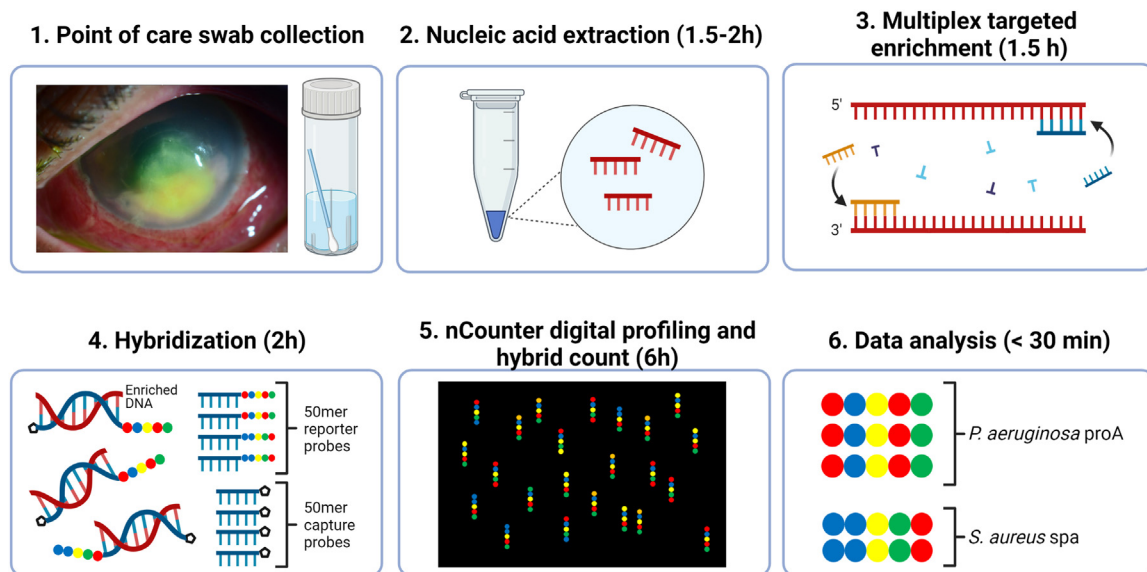 1. Point of care swab collection
2. Nucleic acid extraction (1.5-2h)
3. Multiplex targeted
enrichment (1.5 h)
5'
3'
4. Hybridization (2h)
Enriched
DNA
50mer
reporter
probes
50mer
capture
probes
5. nCounter digital profiling and
hybrid count (6h)
6. Data analysis (< 30 min)
P. aeruginosa proA
S. aureus spa